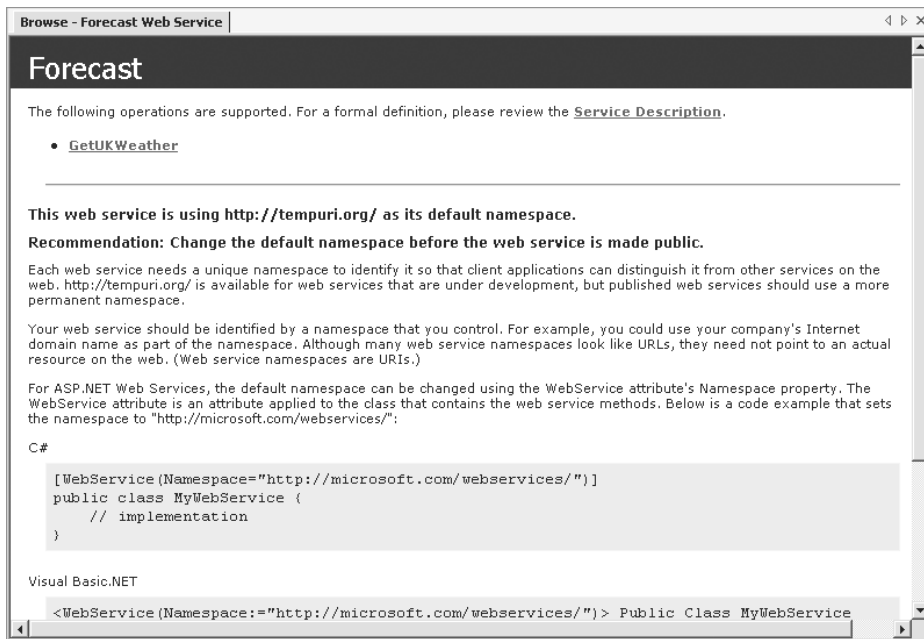 Browse - Forecast Web Service
Forecast
The following operations are supported. For a formal definition, please review the Service Description.
• GetUKWeather
This web service is using http://tempuri.org/ as its default namespace.
Recommendation: Change the default namespace before the web service is made public.
Each web service needs a unique namespace to identify it so that client applications can distinguish it from other services on the
web. http://tempuri.org/ is available for web services that are under development, but published web services should use a more
permanent namespace.
Your web service should be identified by a namespace that you control. For example, you could use your company's Internet
domain name as part of the namespace. Although many web service namespaces look like URLs, they need not point to an actual
resource on the web. (Web service namespaces are URIs.)
For ASP.NET Web Services, the default namespace can be changed using the WebService attribute's Namespace property. The
WebService attribute is an attribute applied to the class that contains the web service methods. Below is a code example that sets
the namespace to "http://microsoft.com/webservices/":
C#
[WebService(Namespace="http://microsoft.com/webservices/")]
public class MyWebService {
    // implementation
}
Visual Basic.NET
<WebService(Namespace:="http://microsoft.com/webservices/")> Public Class MyWebService